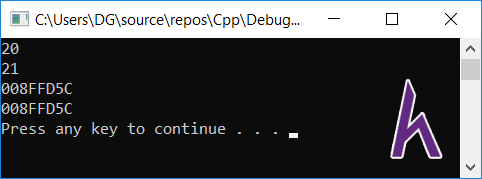 C:\Users\DG\source\repos\Cpp\Debug...
20
21
008FFD5C
008FFD5C
Press any key to continue . . .